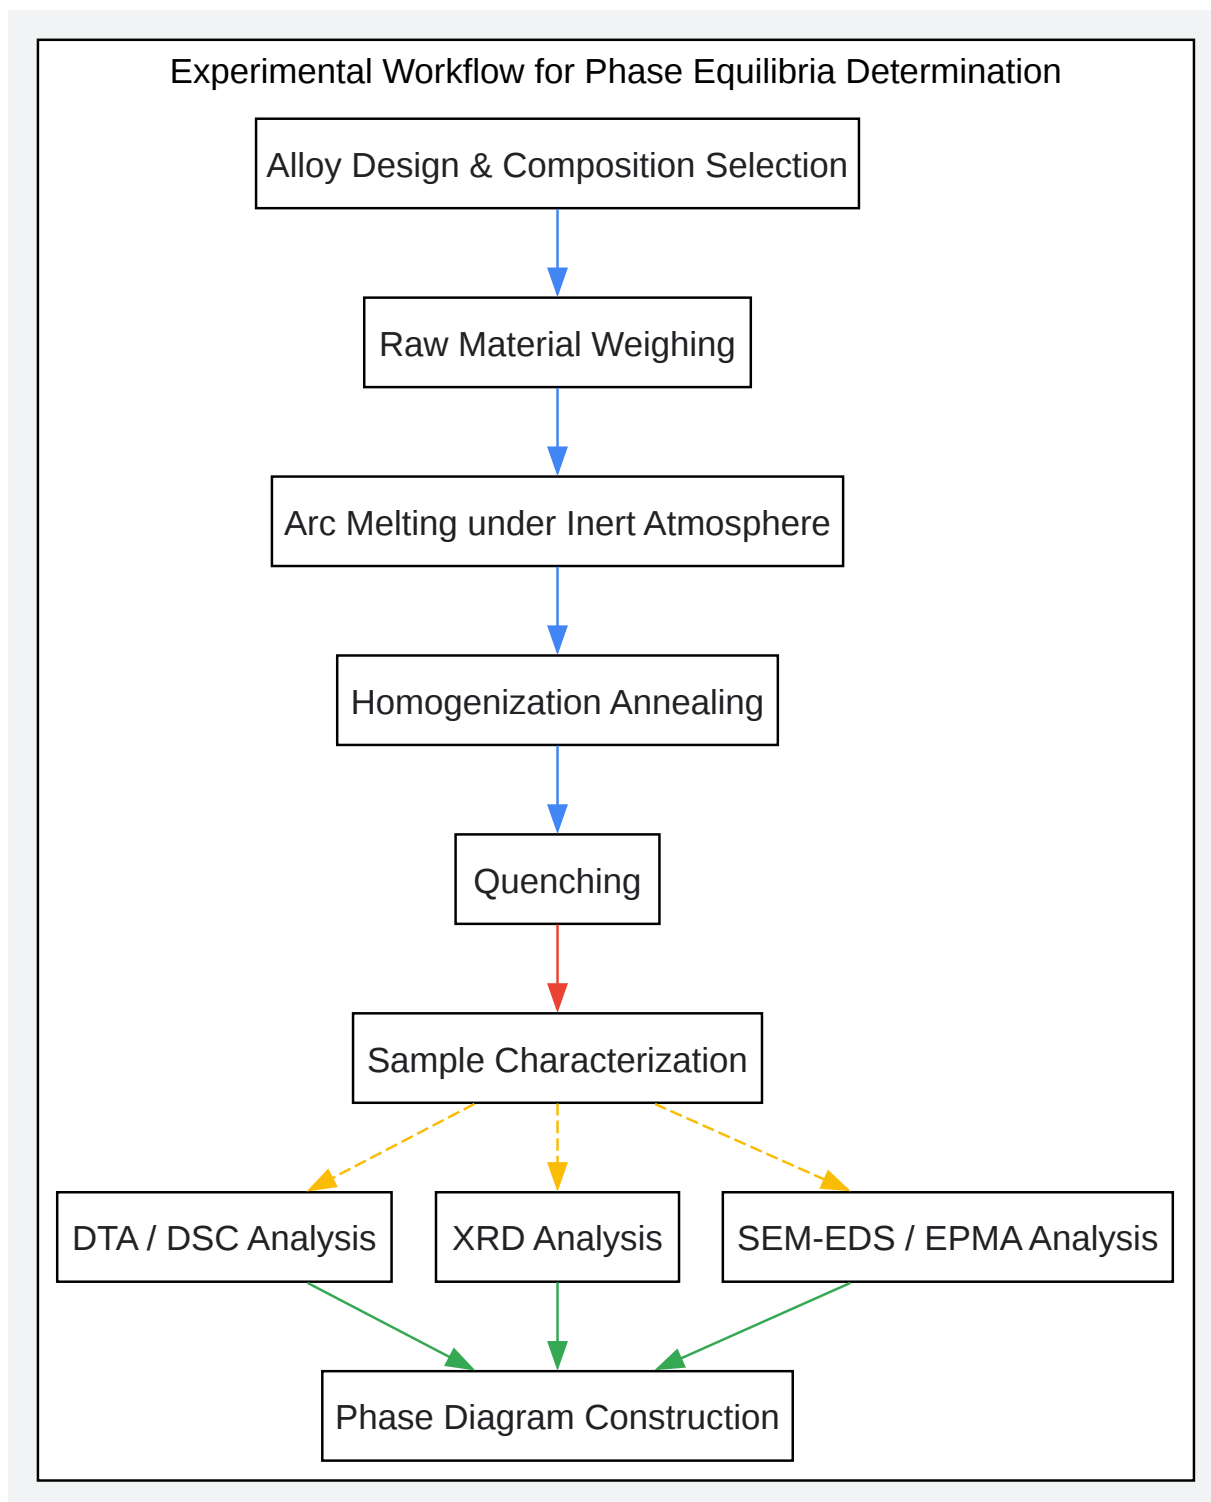 Experimental Workflow for Phase Equilibria Determination
Alloy Design & Composition Selection
Raw Material Weighing
Arc Melting under Inert Atmosphere
Homogenization Annealing
Quenching
Sample Characterization
DTA / DSC Analysis
XRD Analysis
SEM-EDS / EPMA Analysis
Phase Diagram Construction